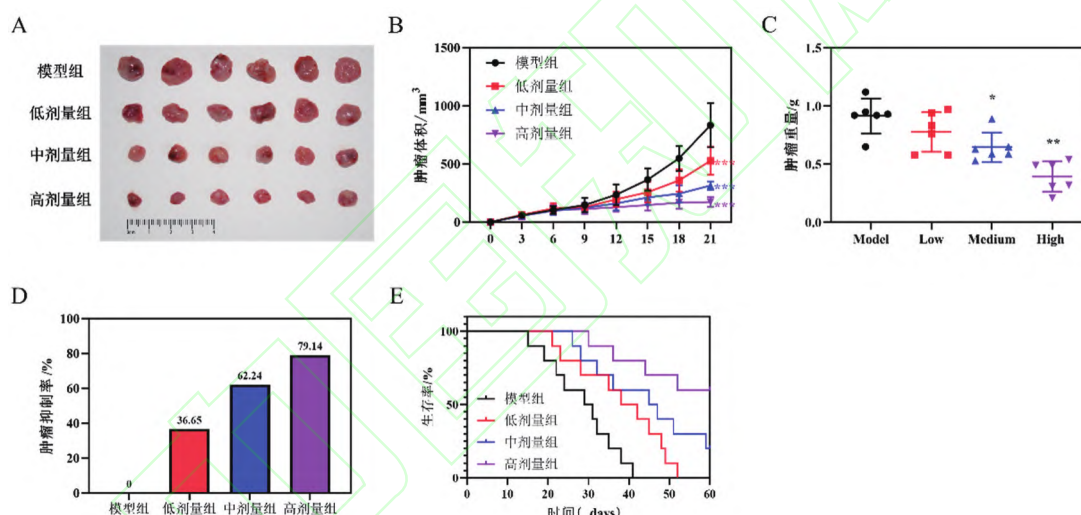 A
模型组
低剂量组
中剂量组
高剂量组
B
肿瘤体积/mm³
1500
1000
500
0
模型组
低剂量组
中剂量组
高剂量组
***
***
***
0 3 6 9 12 15 18 21
C
肿瘤重量/g
1.5
1.0
0.5
0.0
*
**
Model Low Medium High
D
肿瘤抑制率/%
100
80
60
40
20
0
0
36.65
62.24
79.14
模型组 低剂量组 中剂量组 高剂量组
E
生存率/%
100
50
0
模型组
低剂量组
中剂量组
高剂量组
0 10 20 30 40 50 60
时间( days)